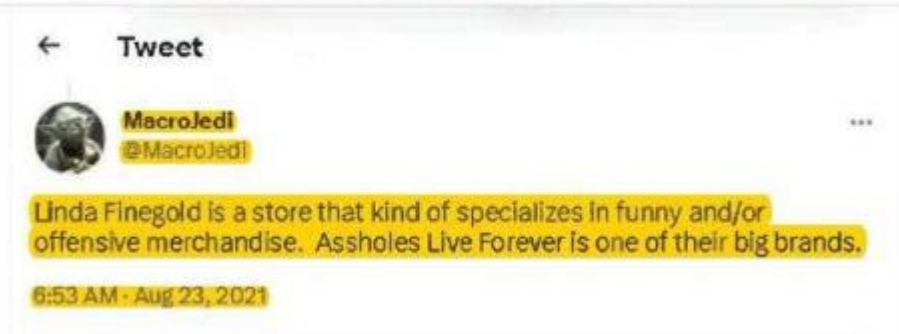 ← Tweet
MacroJedi
@MacroJedi
...
Linda Finegold is a store that kind of specializes in funny and/or
offensive merchandise. Assholes Live Forever is one of their big brands.
6:53 AM · Aug 23, 2021